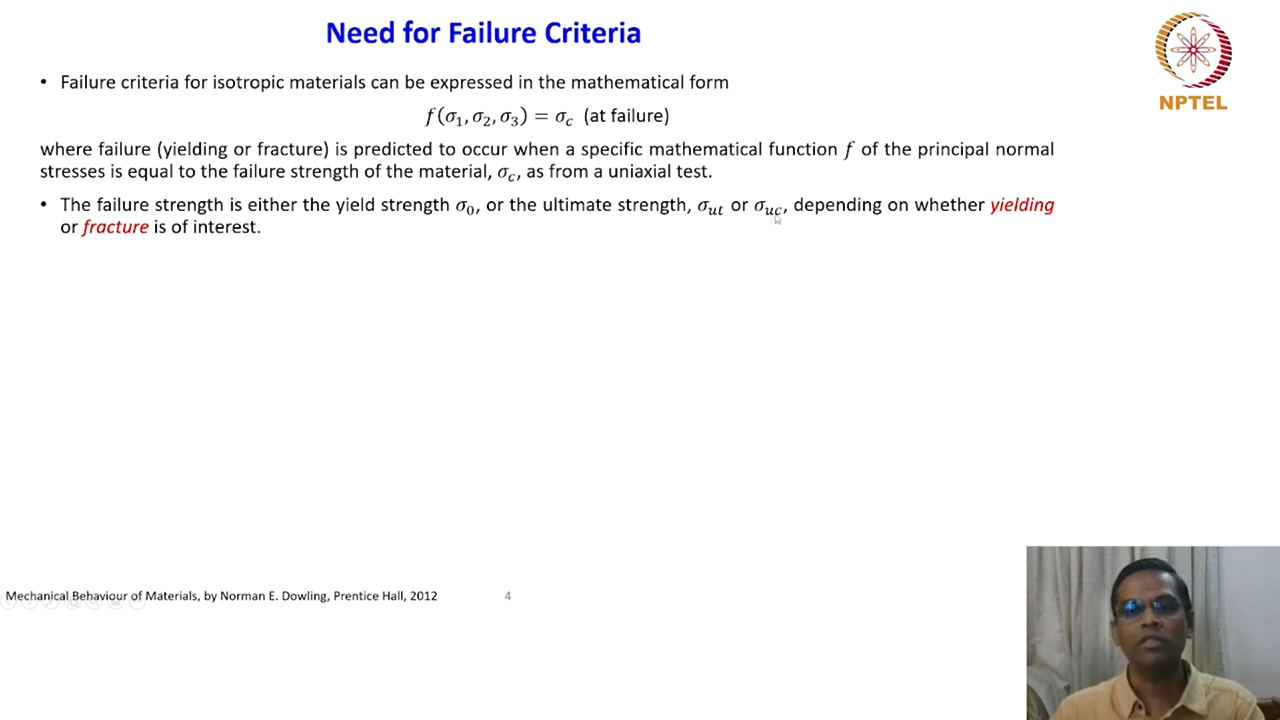 Need for Failure Criteria
NPTEL
• Failure criteria for isotropic materials can be expressed in the mathematical form
f(σ₁, σ₂, σ₃) = σ_c (at failure)
where failure (yielding or fracture) is predicted to occur when a specific mathematical function f of the principal normal
stresses is equal to the failure strength of the material, σ_c, as from a uniaxial test.
• The failure strength is either the yield strength σ₀, or the ultimate strength, σ_ut or σ_uc, depending on whether yielding
or fracture is of interest.
Mechanical Behaviour of Materials, by Norman E. Dowling, Prentice Hall, 2012
4